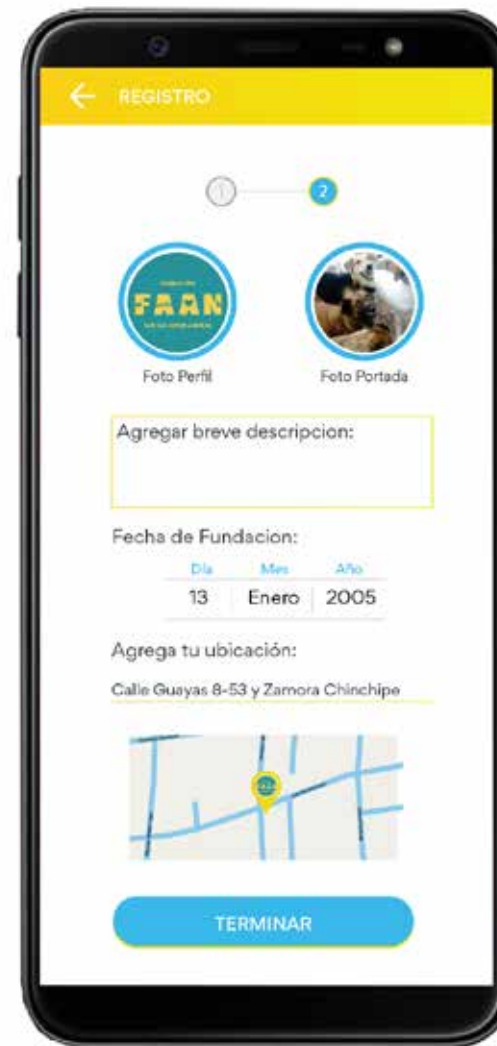 REGISTRO
1
2
FAAN
Foto Perfil
Foto Portada
Agregar breve descripcion:
Fecha de Fundacion:
Día Mes Año
13 Enero 2005
Agrega tu ubicación:
Calle Guayas 8-53 y Zamora Chinchipe
TERMINAR